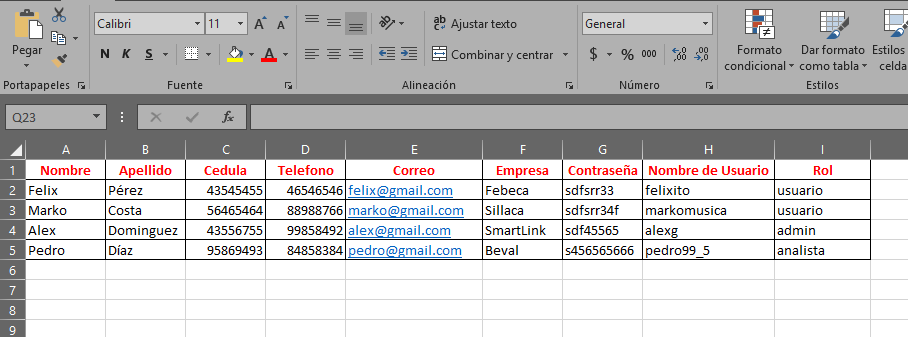 Calibri 11 A A ab c Ajustar texto General
Pegar N K S A Combinar y centrar $ % 000 ,00 ,0 Formato condicional Dar formato como tabla Estilos celda
Portapapeles Fuente Alineación Número Estilos
Q23 fx
A B C D E F G H I
1 Nombre Apellido Cedula Telefono Correo Empresa Contraseña Nombre de Usuario Rol
2 Felix Pérez 43545455 46546546 felix@gmail.com Febeca sdfsrr33 felixito usuario
3 Marko Costa 56465464 88988766 marko@gmail.com Sillaca sdfsrr34f markomusica usuario
4 Alex Dominguez 43556755 99858492 alex@gmail.com SmartLink sdf45565 alexg admin
5 Pedro Díaz 95869493 84858384 pedro@gmail.com Beval s456565666 pedro99_5 analista
6
7
8
9